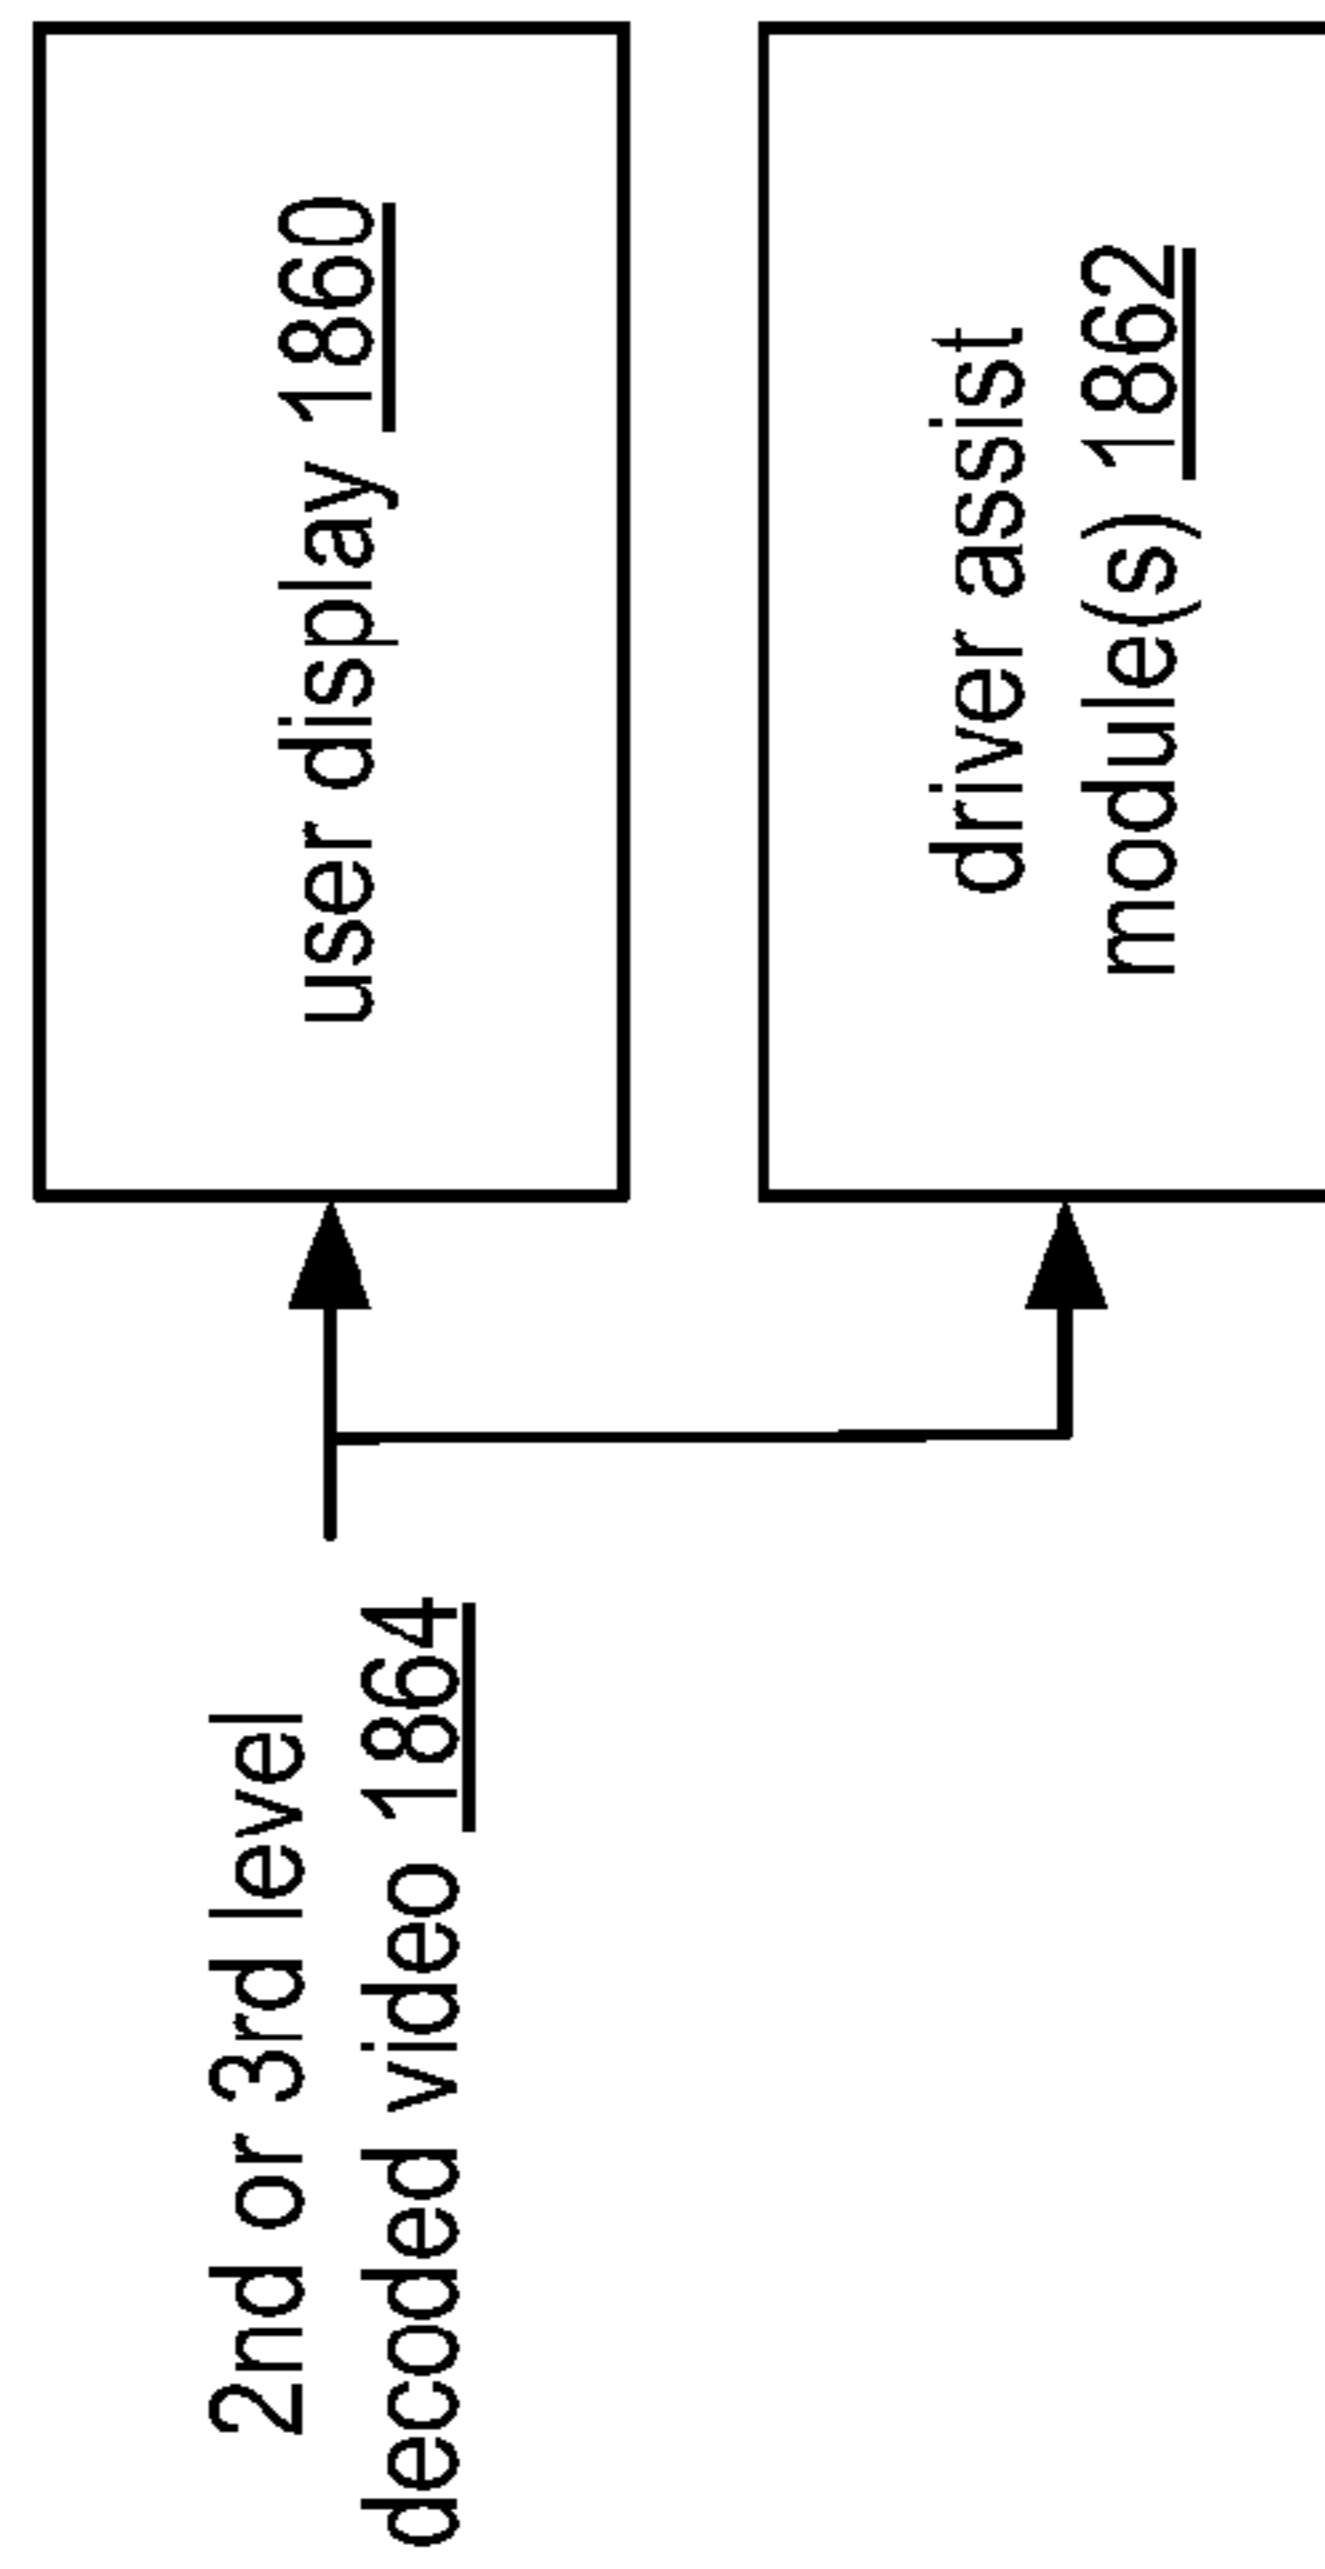 user display 1860
driver assist
module(s) 1862
2nd or 3rd level
decoded video 1864